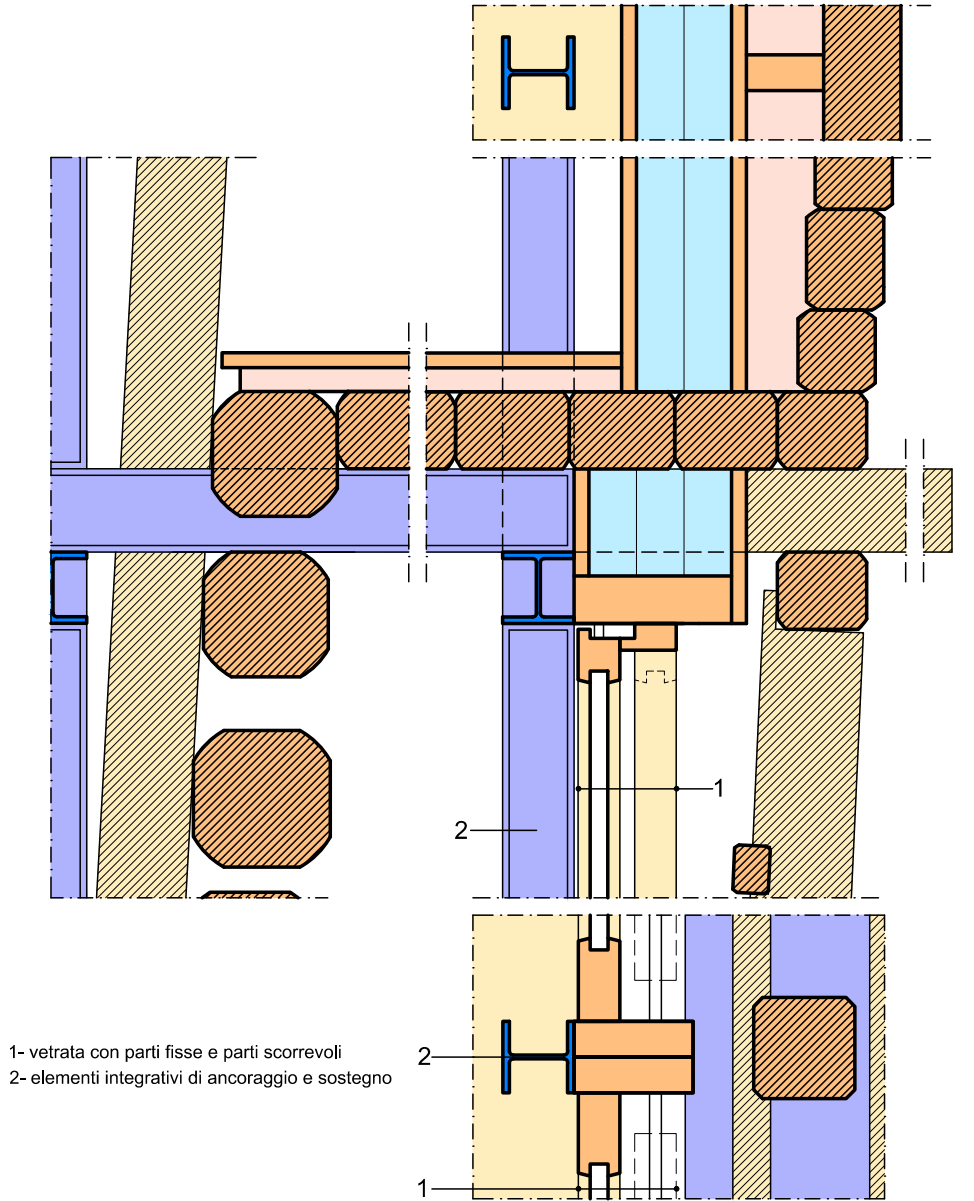 1
2
2
1
1- vetrata con parti fisse e parti scorrevoli
2- elementi integrativi di ancoraggio e sostegno